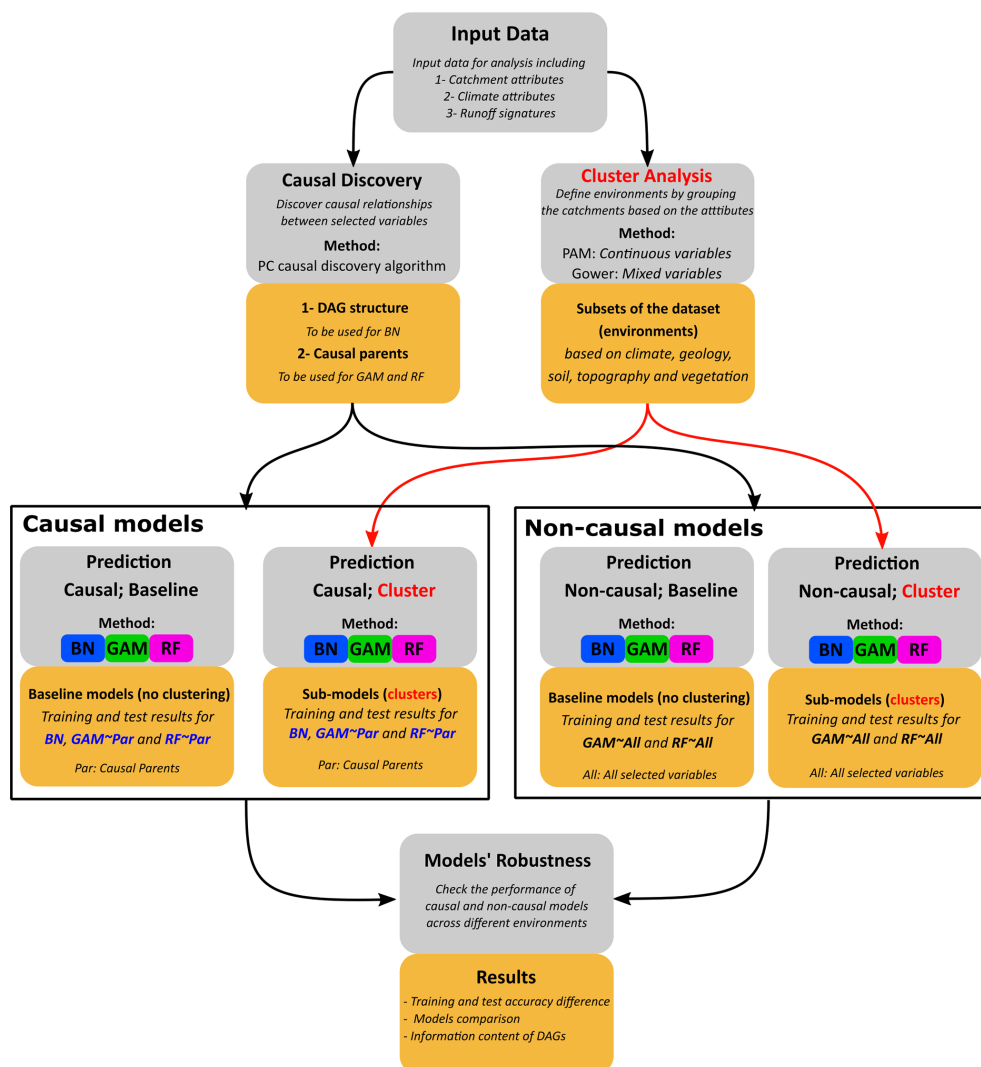 Input Data
Input data for analysis including
1- Catchment attributes
2- Climate attributes
3- Runoff signatures
Causal Discovery
Discover causal relationships
between selected variables
Method:
PC causal discovery algorithm
1- DAG structure
To be used for BN
2- Causal parents
To be used for GAM and RF
Cluster Analysis
Define environments by grouping
the catchments based on the atttibutes
Method:
PAM: Continuous variables
Gower: Mixed variables
Subsets of the dataset
(environments)
based on climate, geology,
soil, topography and vegetation
Causal models
Prediction
Causal; Baseline
Method:
BN GAM RF
Baseline models (no clustering)
Training and test results for
BN, GAM~Par and RF~Par
Par: Causal Parents
Prediction
Causal; Cluster
Method:
BN GAM RF
Sub-models (clusters)
Training and test results for
BN, GAM~Par and RF~Par
Par: Causal Parents
Non-causal models
Prediction
Non-causal; Baseline
Method:
BN GAM RF
Baseline models (no clustering)
Training and test results for
GAM~All and RF~All
All: All selected variables
Prediction
Non-causal; Cluster
Method:
BN GAM RF
Sub-models (clusters)
Training and test results for
GAM~All and RF~All
All: All selected variables
Models' Robustness
Check the performance of
causal and non-causal models
across different environments
Results
- Training and test accuracy difference
- Models comparison
- Information content of DAGs